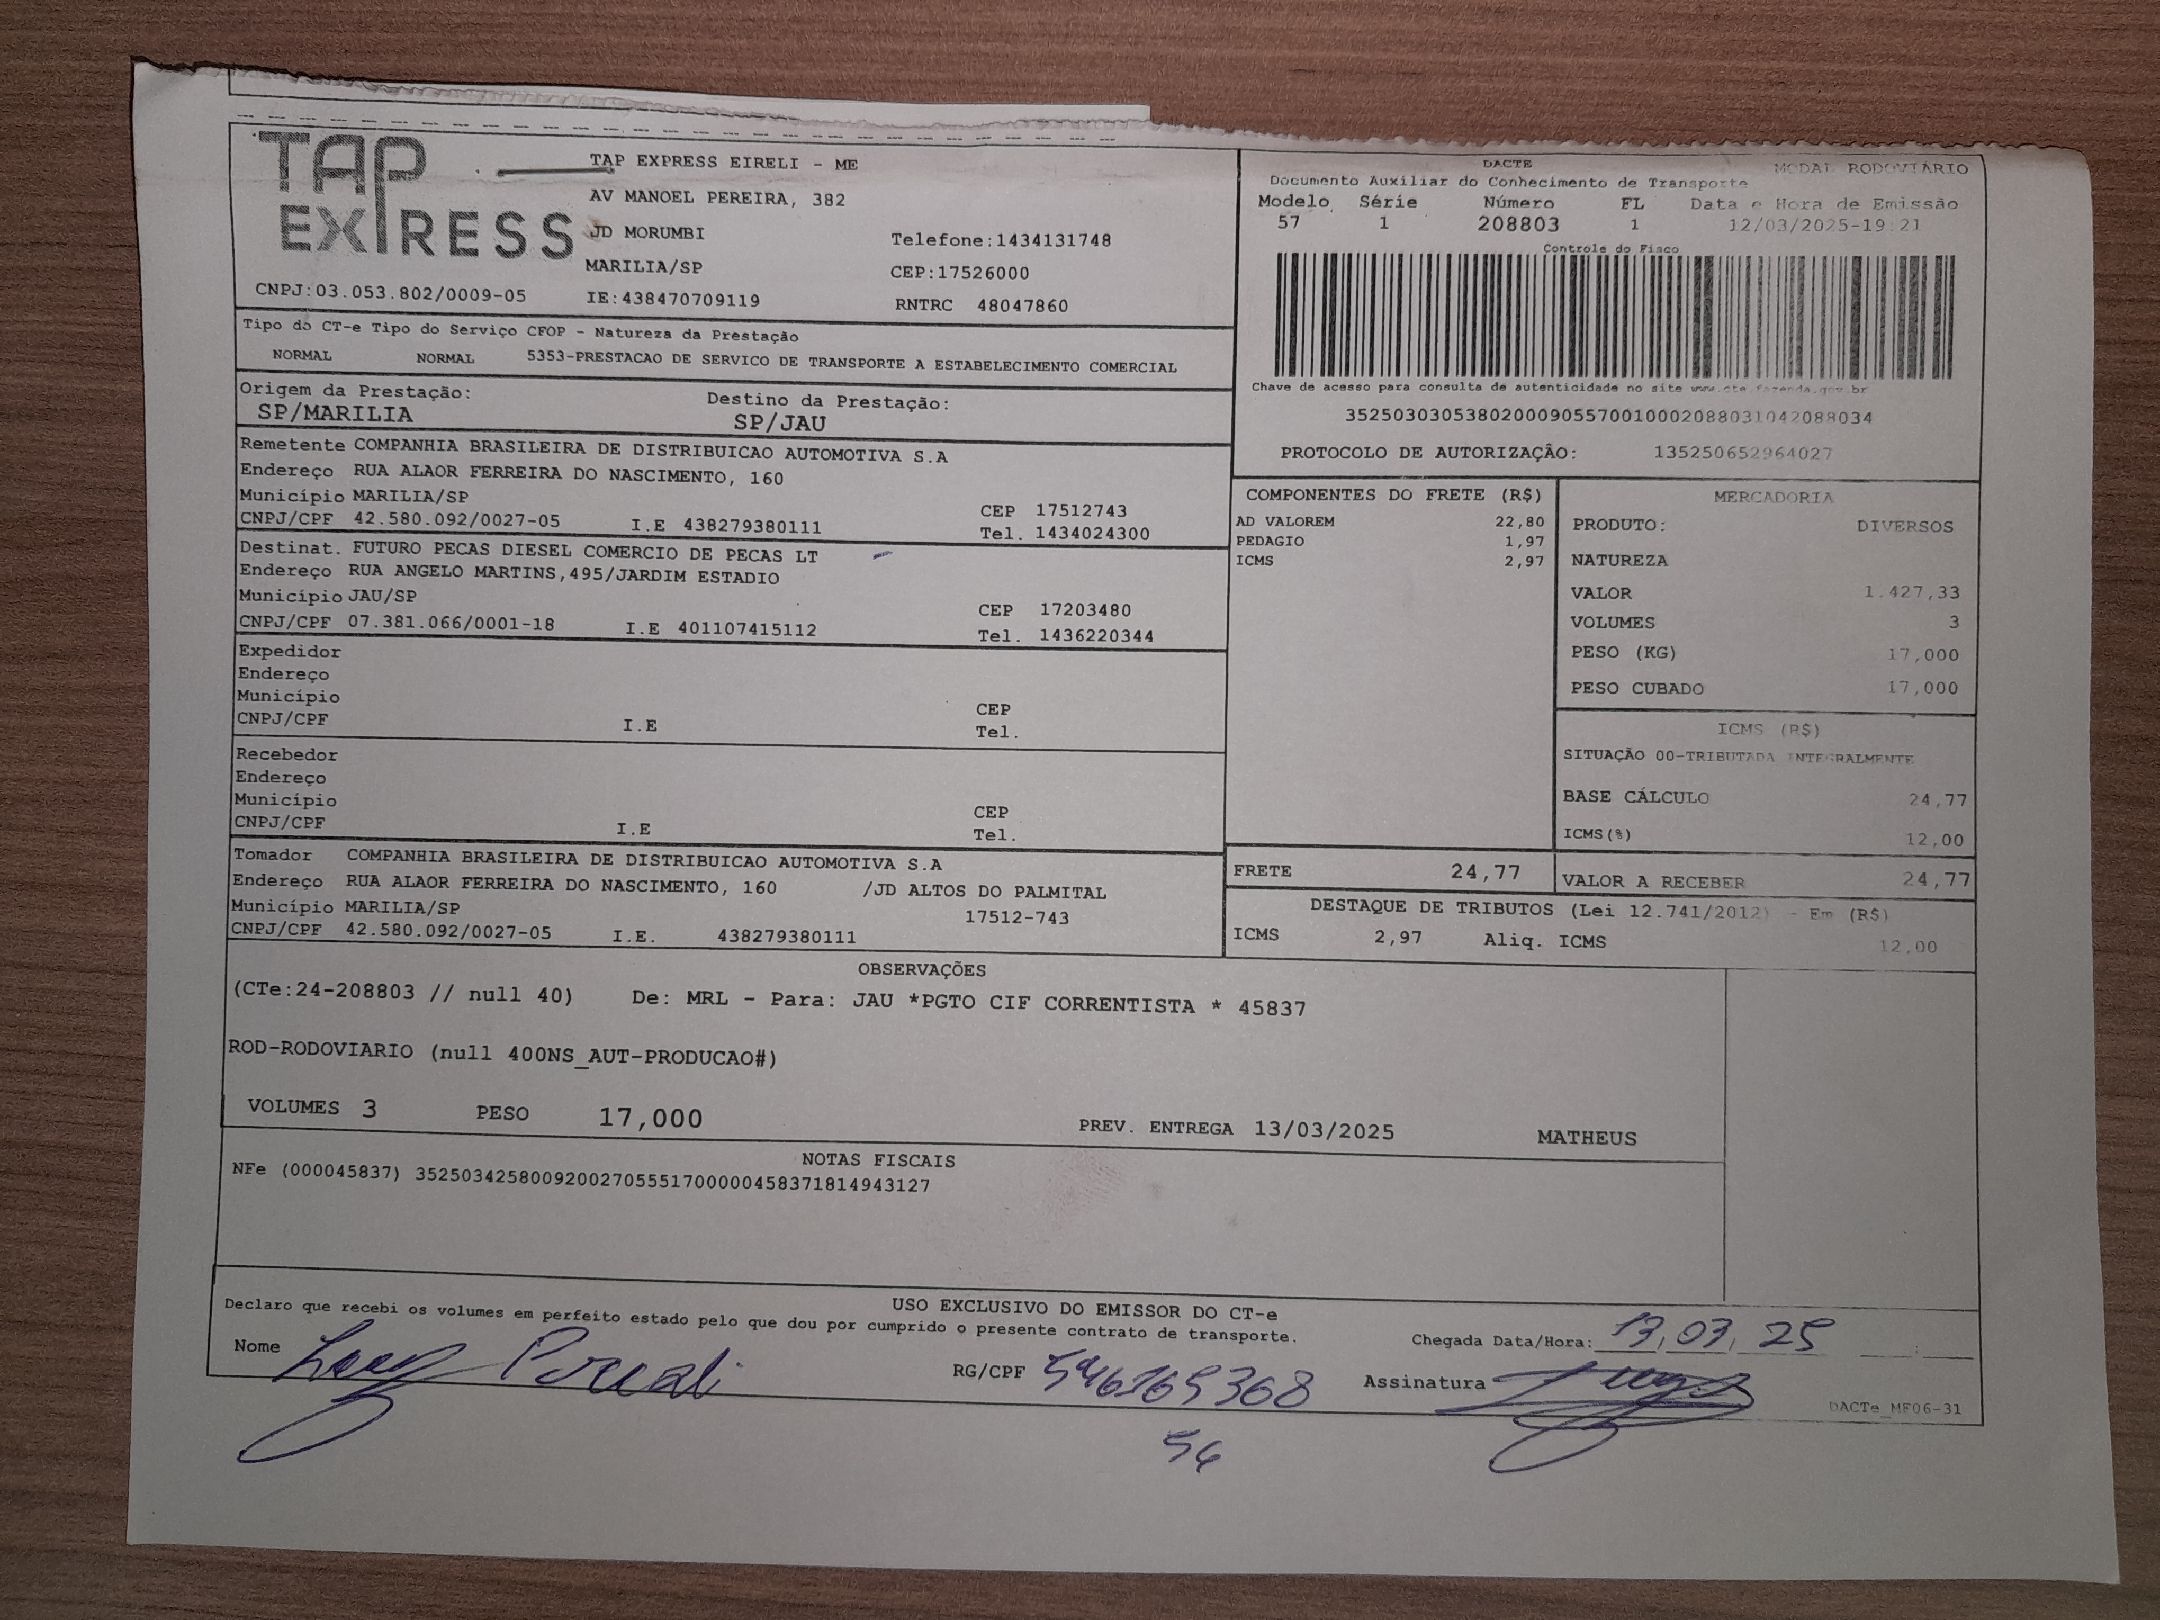 TAP EXPRESS
TAP EXPRESS EIRELI - ME
AV MANOEL PEREIRA, 382
JD MORUMBI
Telefone:1434131748
MARILIA/SP
CEP:17526000
CNPJ:03.053.802/0009-05
IE:438470709119
RNTRC 48047860
DACTE
MODAL RODOVIÁRIO
Documento Auxiliar do Conhecimento de Transporte
Modelo Série Número FL Data e Hora de Emissão
57 1 208803 1 12/03/2025-19:21
Controle do Fisco
Chave de acesso para consulta de autenticidade no site www.cte.fazenda.gov.br
35250303053802000905570010002088031042088034
PROTOCOLO DE AUTORIZAÇÃO: 135250652964027
Tipo do CT-e Tipo do Serviço CFOP - Natureza da Prestação
NORMAL NORMAL 5353-PRESTACAO DE SERVICO DE TRANSPORTE A ESTABELECIMENTO COMERCIAL
Origem da Prestação: Destino da Prestação:
SP/MARILIA SP/JAU
Remetente COMPANHIA BRASILEIRA DE DISTRIBUICAO AUTOMOTIVA S.A
Endereço RUA ALAOR FERREIRA DO NASCIMENTO, 160
Município MARILIA/SP CEP 17512743
CNPJ/CPF 42.580.092/0027-05 I.E 438279380111 Tel. 1434024300
Destinat. FUTURO PECAS DIESEL COMERCIO DE PECAS LT
Endereço RUA ANGELO MARTINS,495/JARDIM ESTADIO
Município JAU/SP CEP 17203480
CNPJ/CPF 07.381.066/0001-18 I.E 401107415112 Tel. 1436220344
Expedidor
Endereço
Município CEP
CNPJ/CPF I.E Tel.
Recebedor
Endereço
Município CEP
CNPJ/CPF I.E Tel.
Tomador COMPANHIA BRASILEIRA DE DISTRIBUICAO AUTOMOTIVA S.A
Endereço RUA ALAOR FERREIRA DO NASCIMENTO, 160 /JD ALTOS DO PALMITAL
Município MARILIA/SP 17512-743
CNPJ/CPF 42.580.092/0027-05 I.E. 438279380111
COMPONENTES DO FRETE (R$)
AD VALOREM 22,80
PEDAGIO 1,97
ICMS 2,97
MERCADORIA
PRODUTO: DIVERSOS
NATUREZA
VALOR 1.427,33
VOLUMES 3
PESO (KG) 17,000
PESO CUBADO 17,000
ICMS (R$)
SITUAÇÃO 00-TRIBUTADA INTEGRALMENTE
BASE CÁLCULO 24,77
ICMS(%) 12,00
FRETE 24,77
VALOR A RECEBER 24,77
DESTAQUE DE TRIBUTOS (Lei 12.741/2012) - Em (R$)
ICMS 2,97 Aliq. ICMS 12,00
OBSERVAÇÕES
(CTe:24-208803 // null 40) De: MRL - Para: JAU *PGTO CIF CORRENTISTA * 45837
ROD-RODOVIARIO (null 400NS_AUT-PRODUCAO#)
VOLUMES 3 PESO 17,000 PREV. ENTREGA 13/03/2025 MATHEUS
NOTAS FISCAIS
NFe (000045837) 35250342580092002705551700000458371814943127
USO EXCLUSIVO DO EMISSOR DO CT-e
Declaro que recebi os volumes em perfeito estado pelo que dou por cumprido o presente contrato de transporte.
Chegada Data/Hora: 13,03,25
Nome
RG/CPF 546169368
Assinatura
DACTe_MF06-31
54